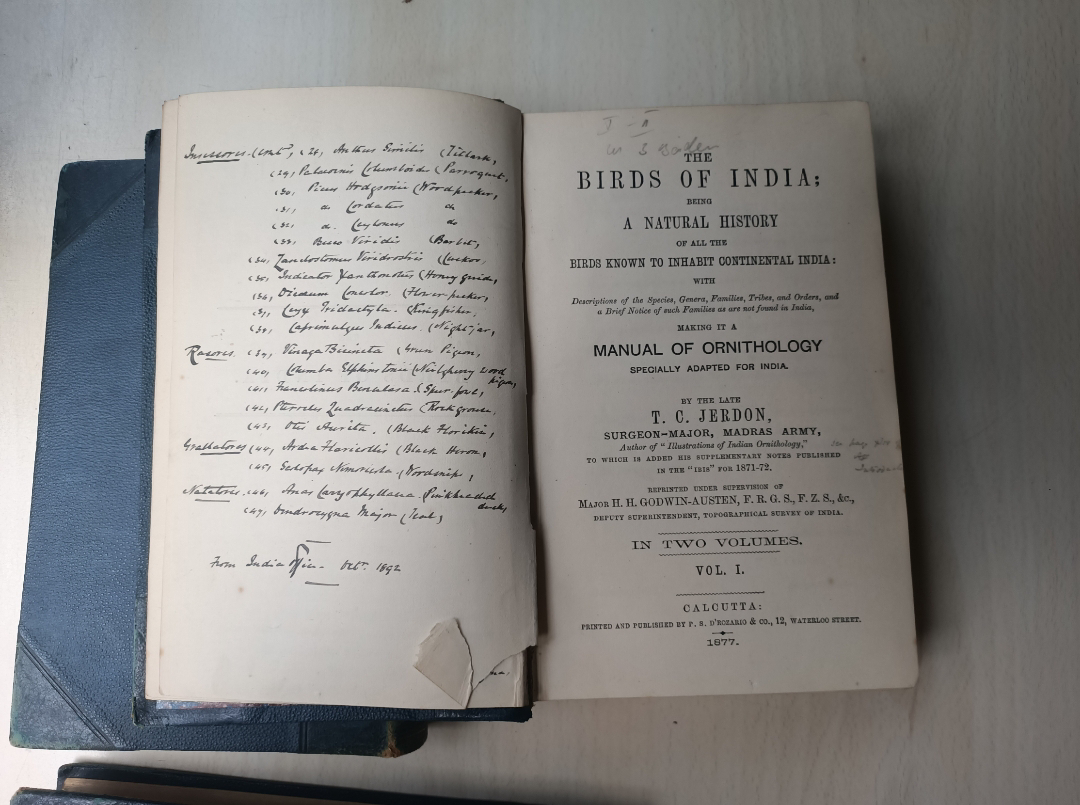 Insessores. (Cont^d, (28, Anthus Similis (Titlark,
(29, Palaeornis Columboides (Parroquet,
(30, Picus Hodgsonii (Woodpecker,
(31, do Cordatus do
(32, do Ceylonus do
(33, Buco Viridis (Barbet,
(34, Zanclostomus Viridirostris (Cuckoo,
(35, Indicator Xanthonotus (Honey guide,
(36, Dicaeum Concolor (Flower-pecker,
(37, Ceyx Tridactyla. (Kingfisher,
(38, Caprimulgus Indicus (Nightjar,
Rasores. (39, Vinago Bisincta (Green Pigeon,
(40, Columba Elphinstonii (Neilgherry wood pigeon,
(41, Francolinus (Spur-fowl,
(42, Pterocles Quadricinctus (Rock grouse,
(43, Otis Aurita. (Black Florikin,
Grallatores (44, Ardea Flavicollis (Black Heron,
(45, Scolopax Nemoricola (Woodsnipe,
Natatores (46, Anas Caryophyllacea (Pinkheaded duck,
(47, Dendrocygna Major (Teal,
From India Office - Oct^r. 1892
na.
I - II
W S
THE
BIRDS OF INDIA;
BEING
A NATURAL HISTORY
OF ALL THE
BIRDS KNOWN TO INHABIT CONTINENTAL INDIA:
WITH
Descriptions of the Species, Genera, Families, Tribes, and Orders, and
a Brief Notice of such Families as are not found in India,
MAKING IT A
MANUAL OF ORNITHOLOGY
SPECIALLY ADAPTED FOR INDIA.
BY THE LATE
T. C. JERDON,
SURGEON-MAJOR, MADRAS ARMY,
Author of "Illustrations of Indian Ornithology,"
TO WHICH IS ADDED HIS SUPPLEMENTARY NOTES PUBLISHED
IN THE "IBIS" FOR 1871-72.
REPRINTED UNDER SUPERVISION OF
MAJOR H. H. GODWIN-AUSTEN, F. R. G. S., F. Z. S., &c.,
DEPUTY SUPERINTENDENT, TOPOGRAPHICAL SURVEY OF INDIA.
IN TWO VOLUMES.
VOL. I.
CALCUTTA:
PRINTED AND PUBLISHED BY P. S. D'ROZARIO & CO., 12, WATERLOO STREET.
1877.